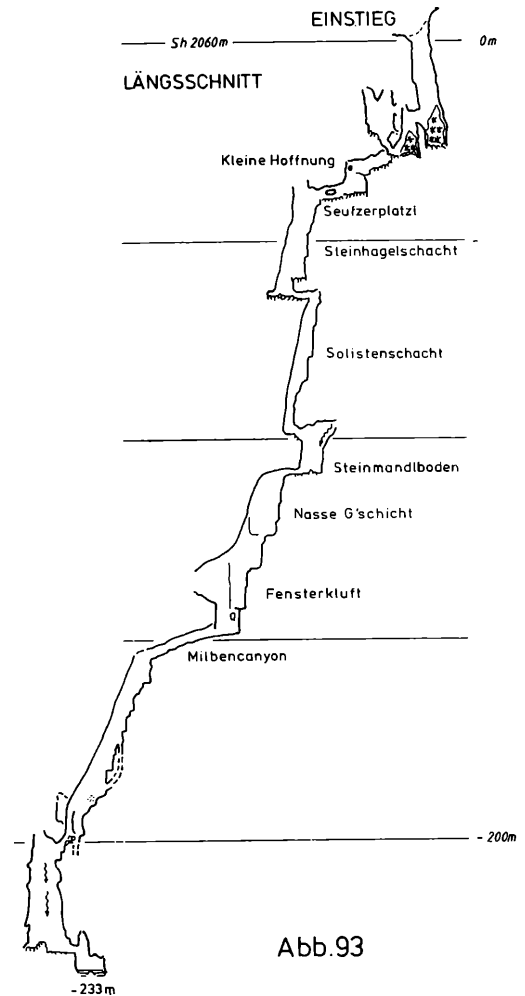 EINSTIEG
Sh 2060m
0m
LÄNGSSCHNITT
Kleine Hoffnung
Seufzerplatzl
Steinhagelschacht
Solistenschacht
Steinmandlboden
Nasse G'schicht
Fensterkluft
Milbencanyon
-200m
Abb.93
-233m